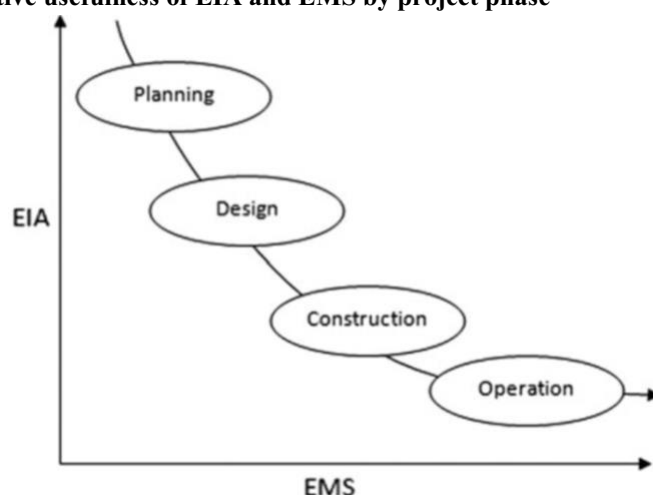 usefulness of EIA and EMS by project phase
Planning
Design
EIA
Construction
Operation
EMS